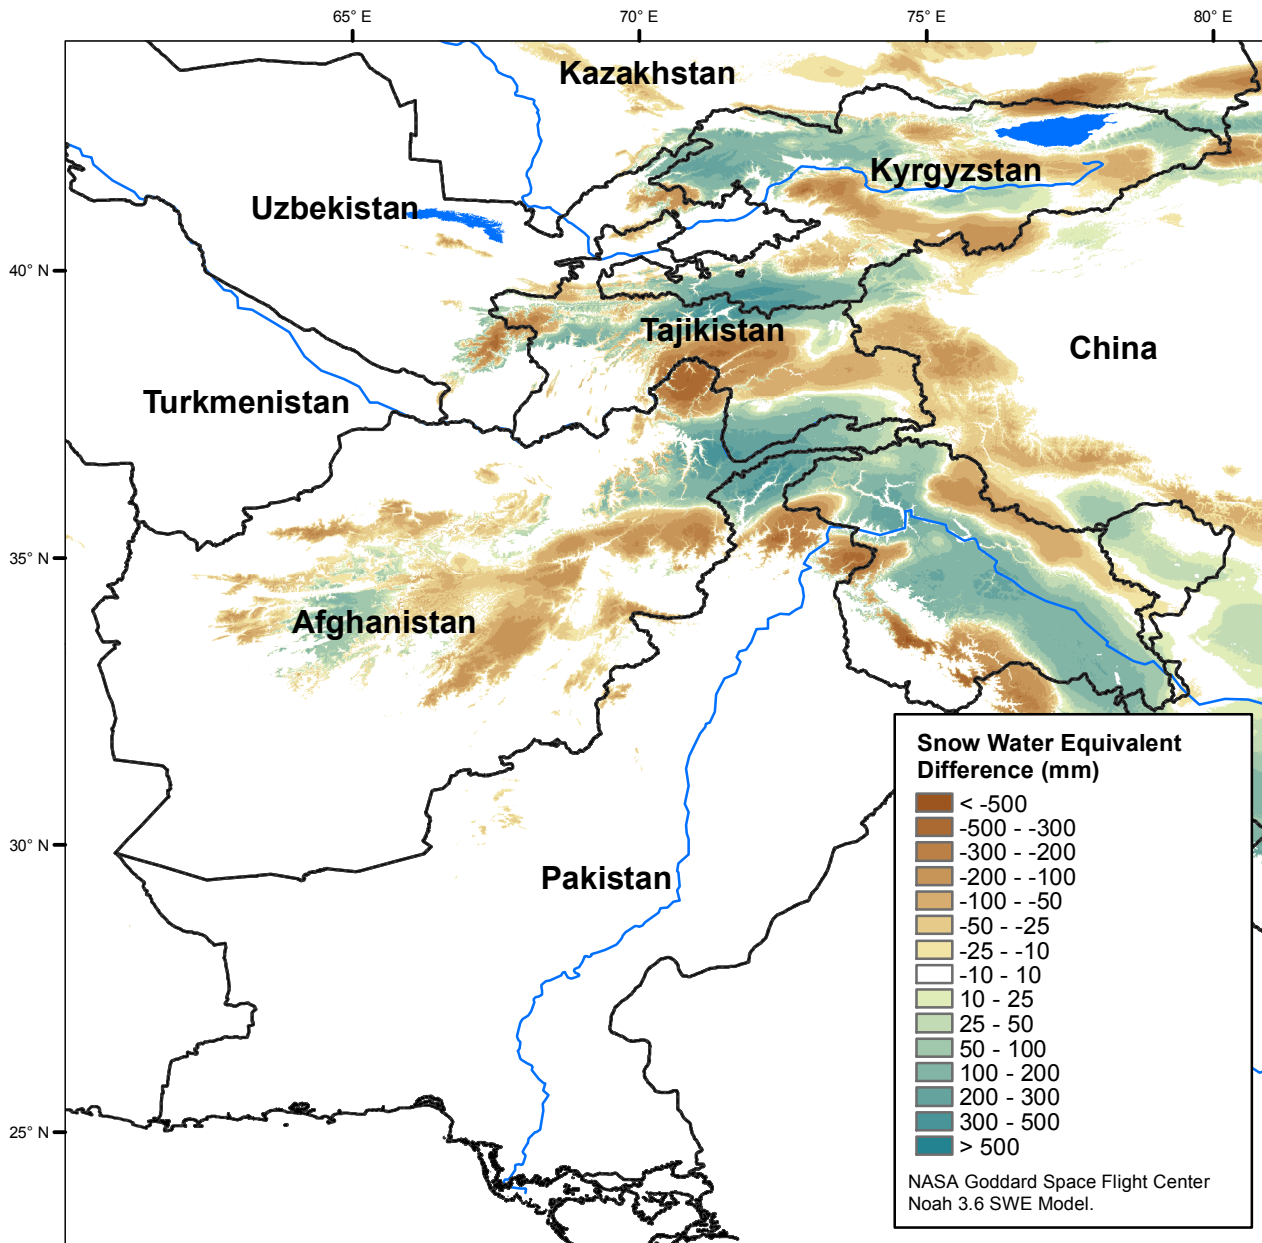 65° E
70° E
75° E
80° E
Kazakhstan
Kyrgyzstan
Uzbekistan
40° N
Tajikistan
China
Turkmenistan
35° N
Afghanistan
Snow Water Equivalent
Difference (mm)
< -500
-500 - -300
-300 - -200
-200 - -100
-100 - -50
-50 - -25
-25 - -10
-10 - 10
10 - 25
25 - 50
50 - 100
100 - 200
200 - 300
300 - 500
> 500
NASA Goddard Space Flight Center
Noah 3.6 SWE Model.
30° N
Pakistan
25° N